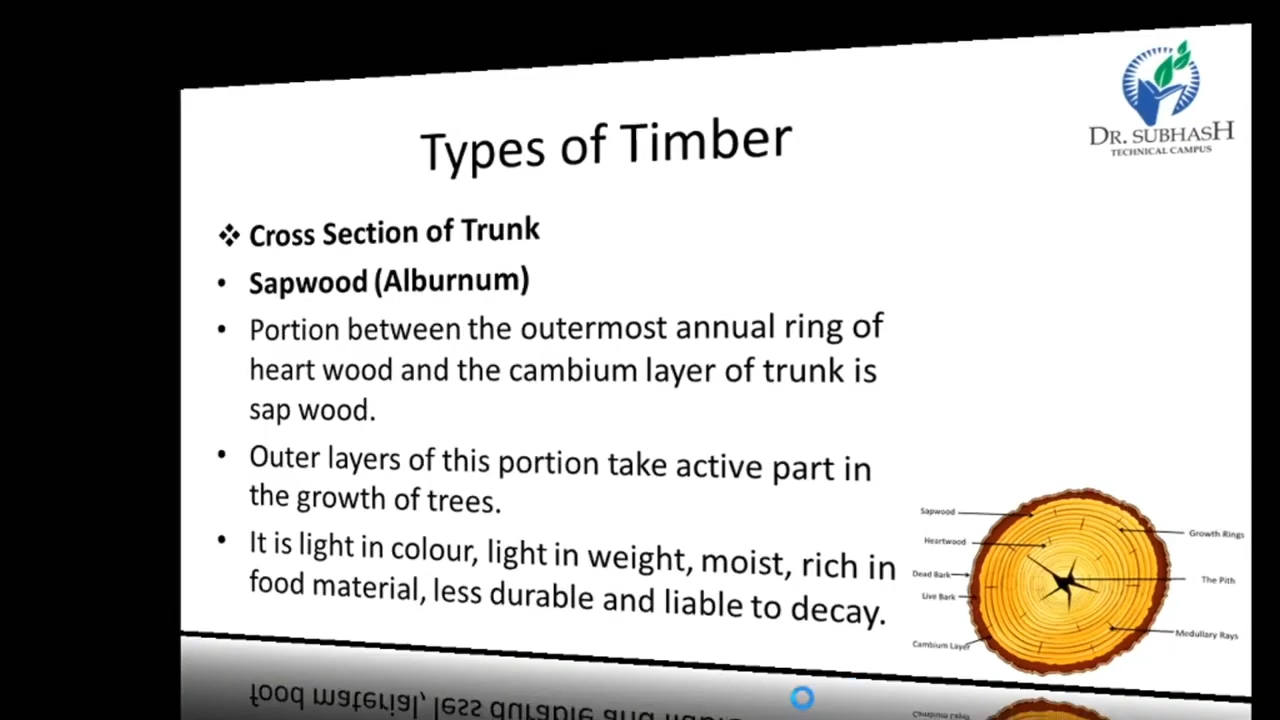 DR. SUBHASH
TECHNICAL CAMPUS
Types of Timber
❖ Cross Section of Trunk
• Sapwood (Alburnum)
• Portion between the outermost annual ring of
heart wood and the cambium layer of trunk is
sap wood.
• Outer layers of this portion take active part in
the growth of trees.
• It is light in colour, light in weight, moist, rich in
food material, less durable and liable to decay.
Sapwood
Heartwood
Dead Bark
Live Bark
Cambium Layer
Growth Rings
The Pith
Medullary Rays